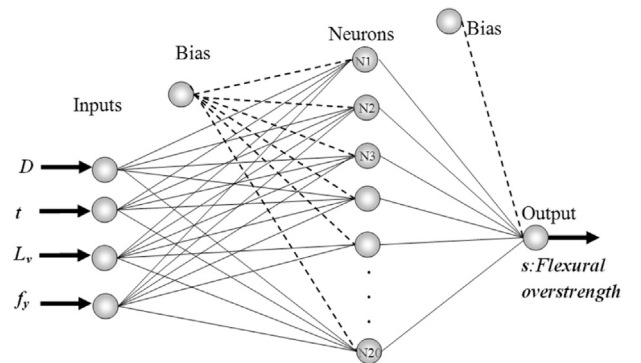 Neurons
Bias
Bias
Inputs
N1
N2
N3
D
t
Lv
fy
Output
s:Flexural
overstrength
N20